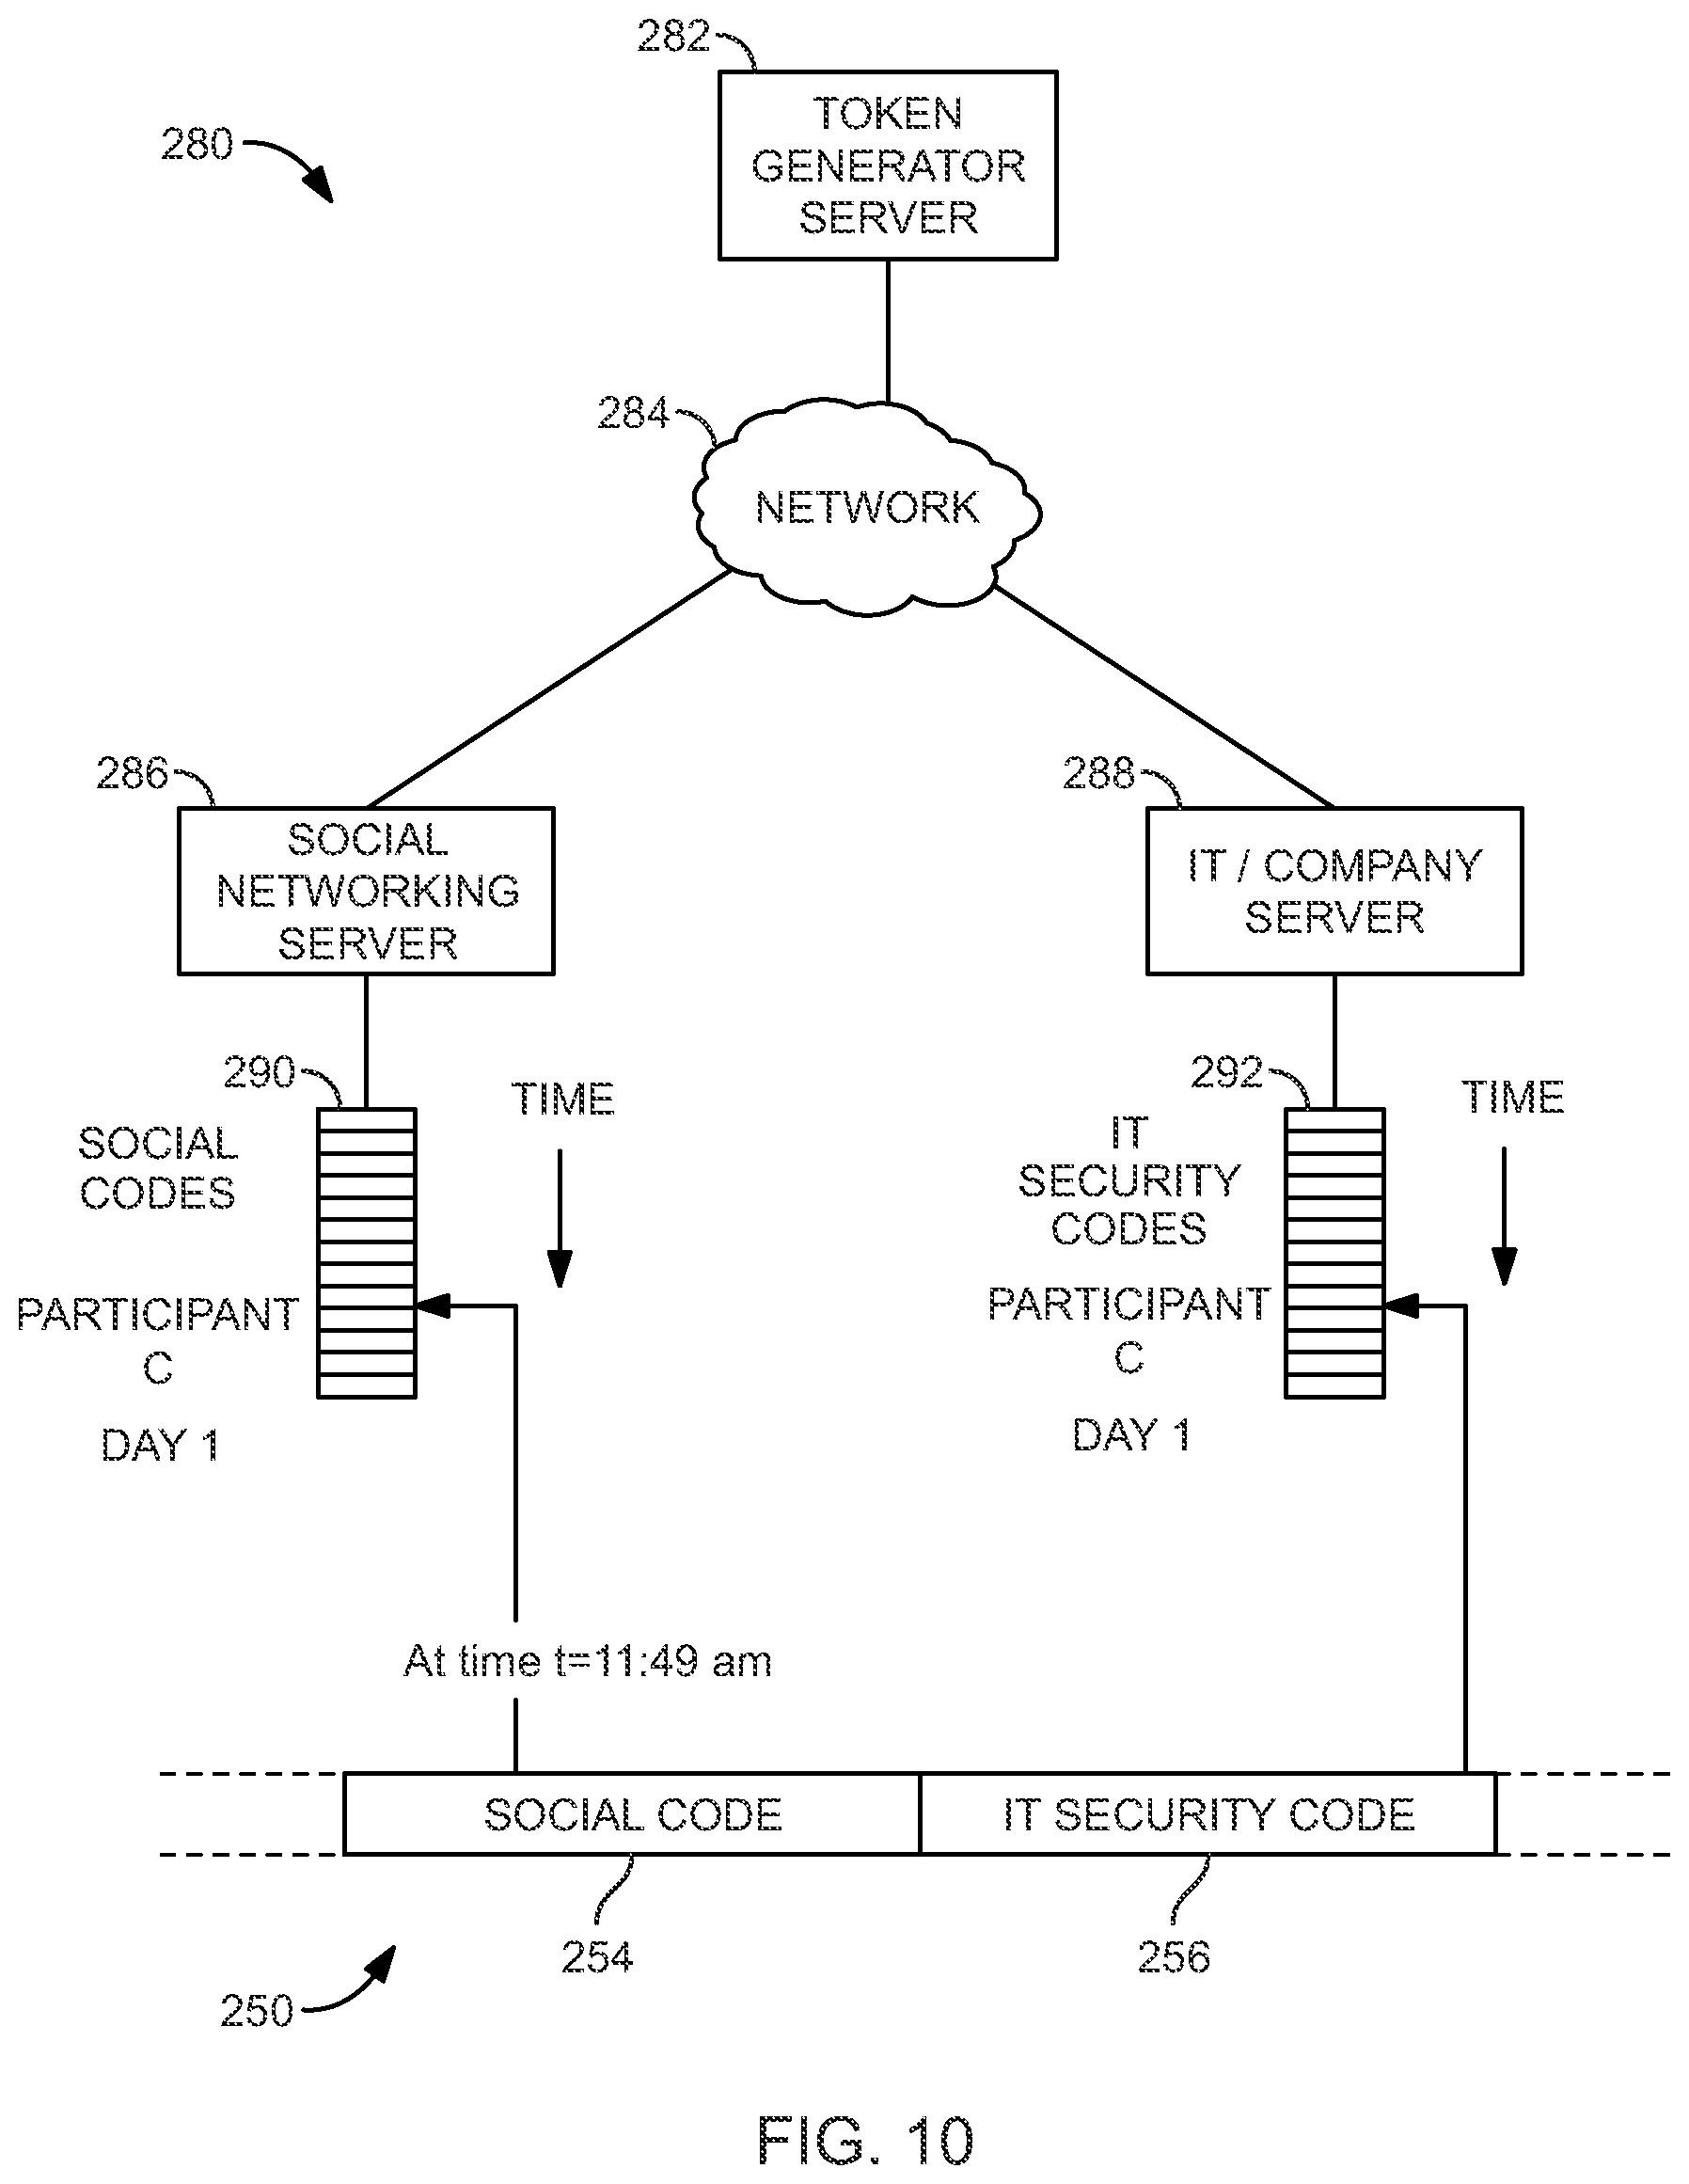 282
280
TOKEN
GENERATOR
SERVER
284
NETWORK
286
SOCIAL
NETWORKING
SERVER
288
IT / COMPANY
SERVER
290
TIME
SOCIAL
CODES
PARTICIPANT
C
DAY 1
292
TIME
IT
SECURITY
CODES
PARTICIPANT
C
DAY 1
At time t=11:49 am
SOCIAL CODE
IT SECURITY CODE
254
256
250
FIG. 10